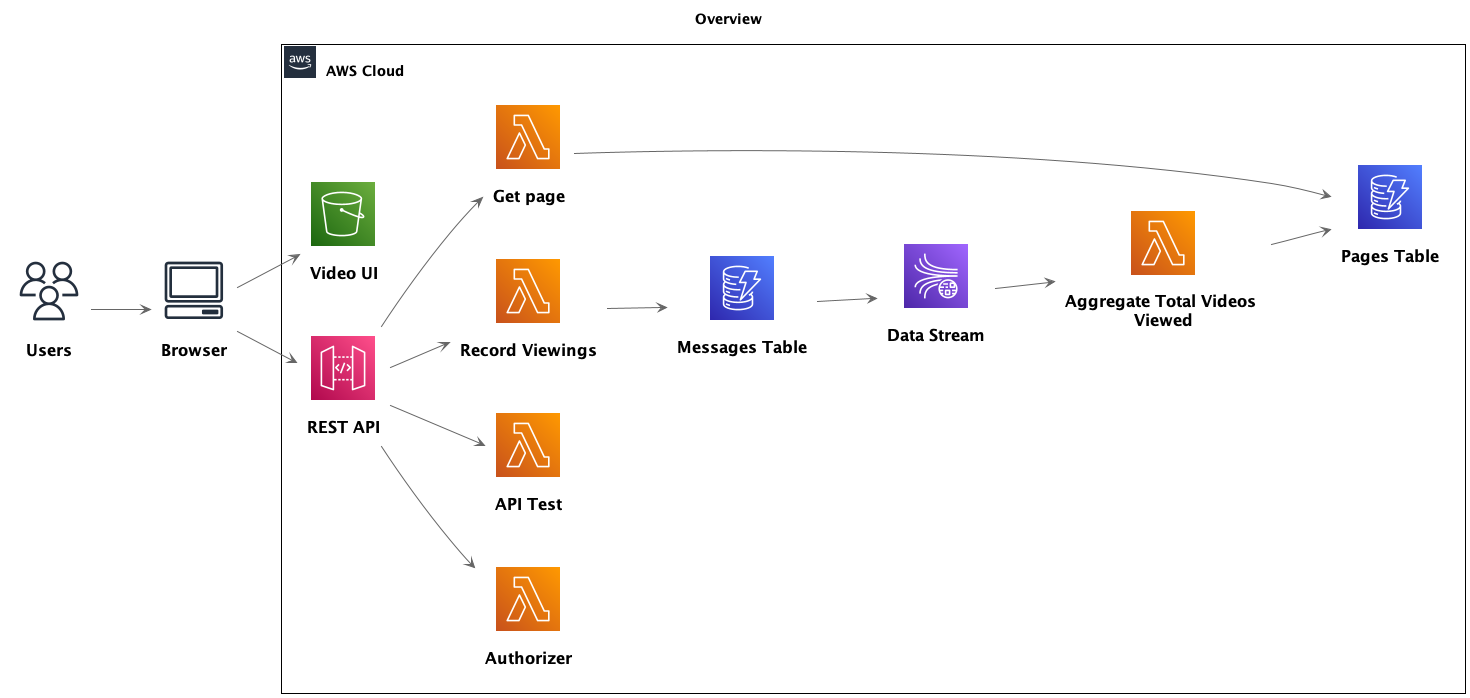 Overview
aws
AWS Cloud
Get page
Video UI
Pages Table
Users
Browser
Record Viewings
Messages Table
Data Stream
Aggregate Total Videos
Viewed
</>
REST API
API Test
Authorizer